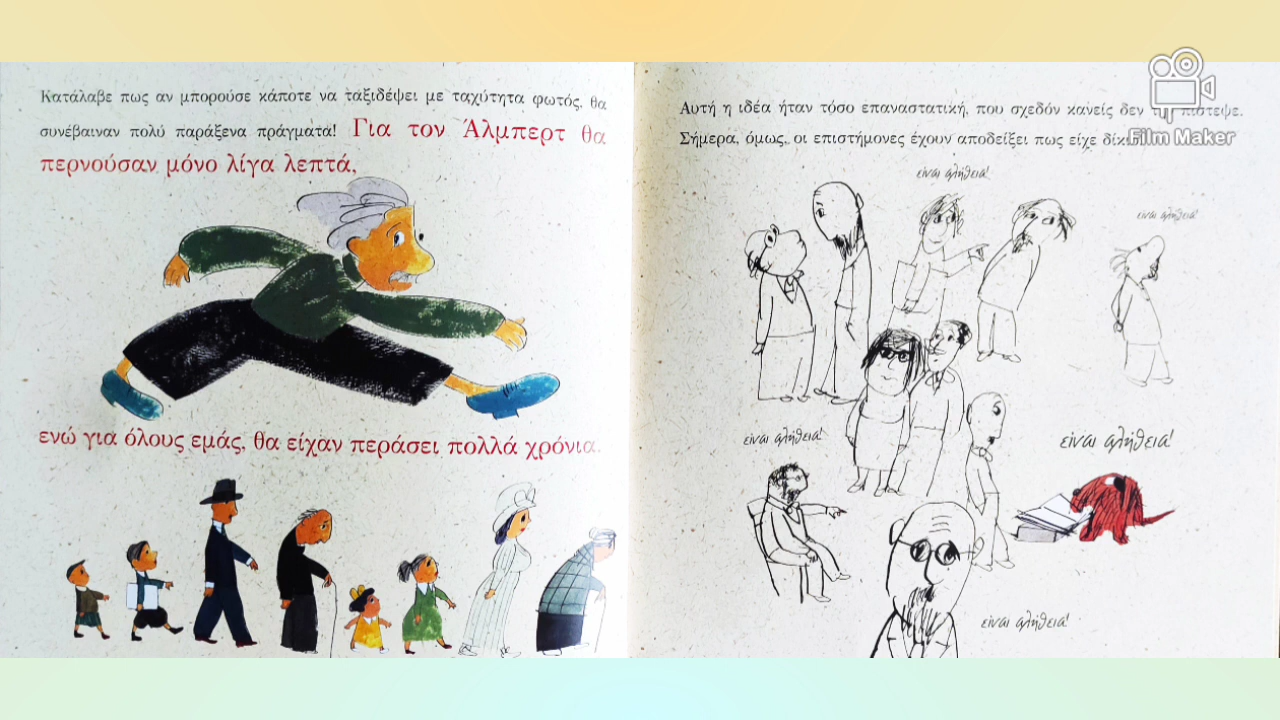 Κατάλαβε πως αν μπορούσε κάποτε να ταξιδέψει με ταχύτητα φωτός, θα
συνέβαιναν πολύ παράξενα πράγματα! Για τον Άλμπερτ θα
περνούσαν μόνο λίγα λεπτά,
ενώ για όλους εμάς, θα είχαν περάσει πολλά χρόνια.
Αυτή η ιδέα ήταν τόσο επαναστατική, που σχεδόν κανείς δεν πίστεψε.
Σήμερα, όμως, οι επιστήμονες έχουν αποδείξει πως είχε
Film Maker
είναι αλήθεια!
είναι αλήθεια!
είναι αλήθεια!
είναι αλήθεια!
είναι αλήθεια!